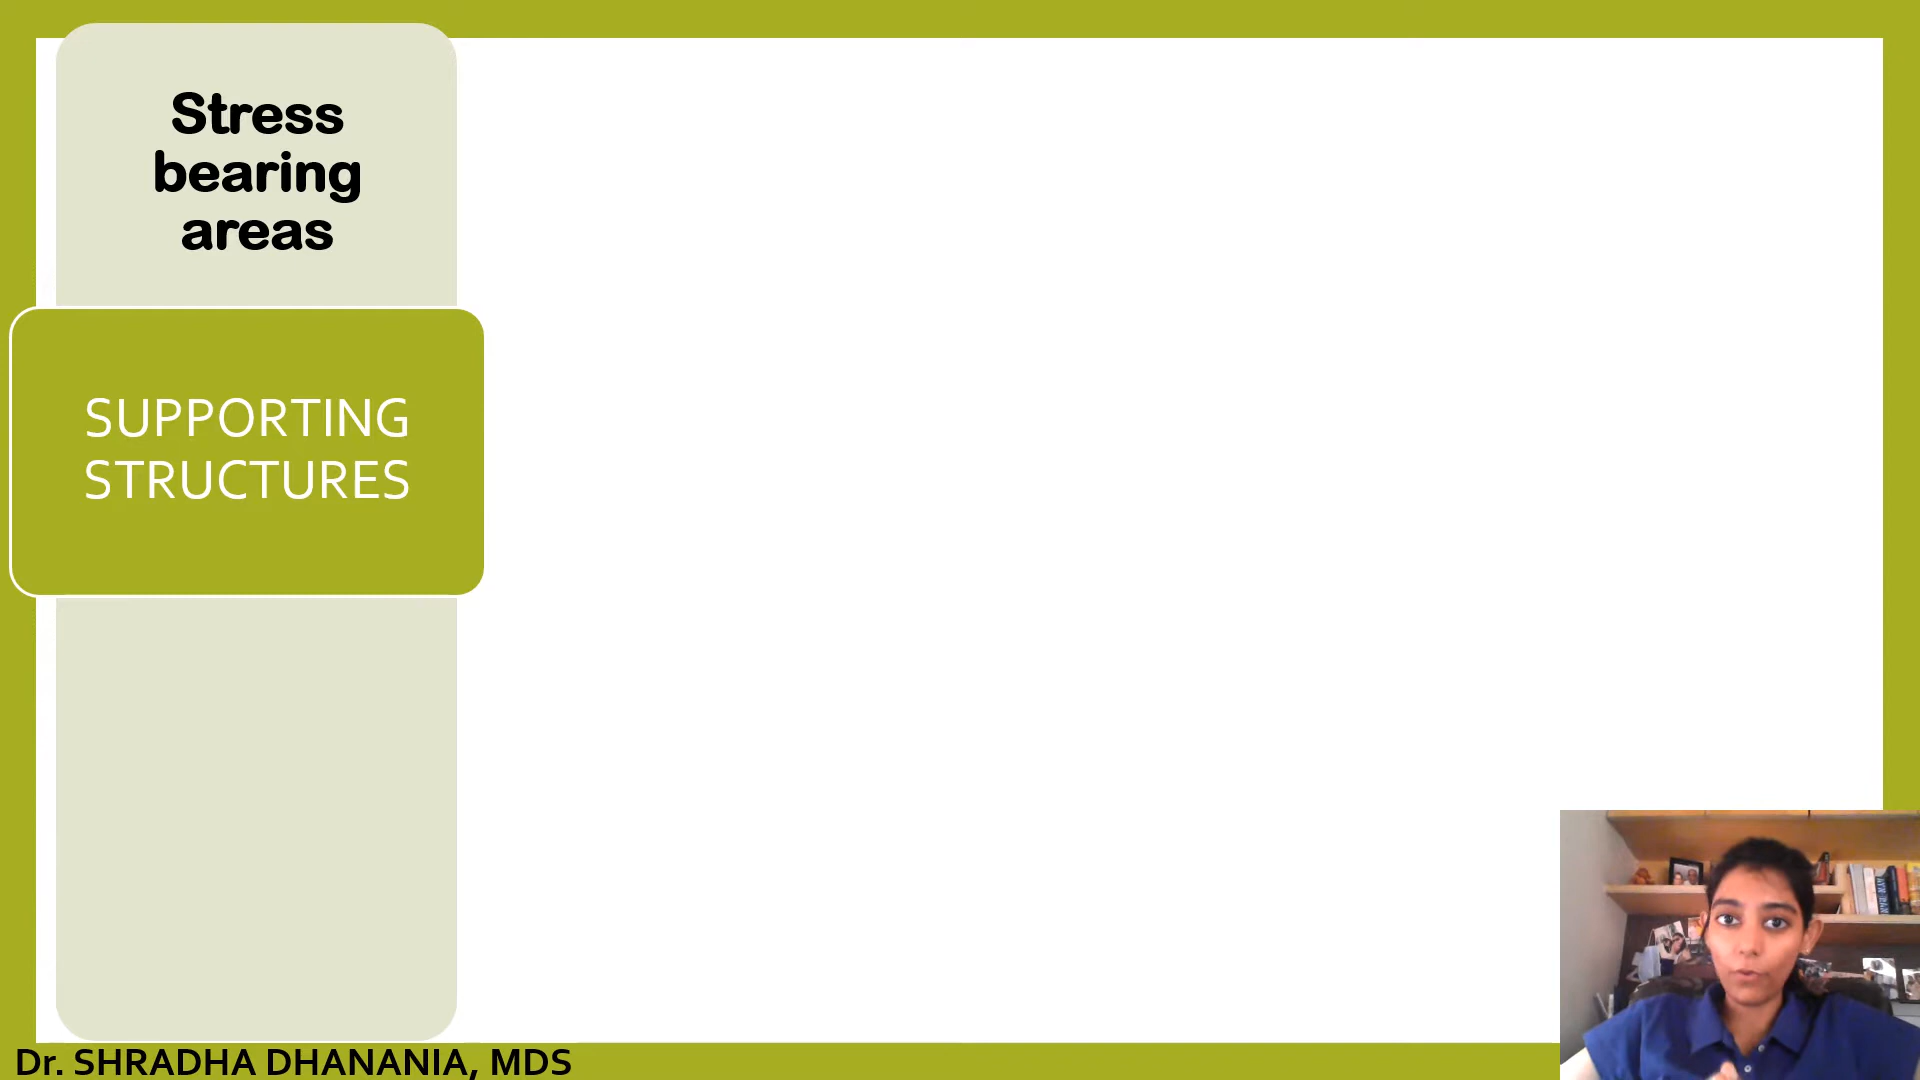 Stress
bearing
areas
SUPPORTING
STRUCTURES
Dr. SHRADHA DHANANIA, MDS